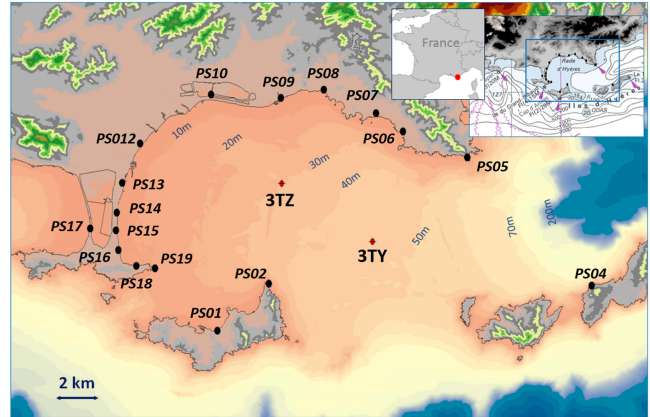 PS10
PS09
PS08
France
Rade
d'Hyères
PS07
PS012
10m
20m
PS06
30m
PS05
40m
PS13
3TZ
PS14
200m
PS17
PS15
50m
70m
3TY
PS16
PS19
PS18
PS02
PS04
PS01
2 km